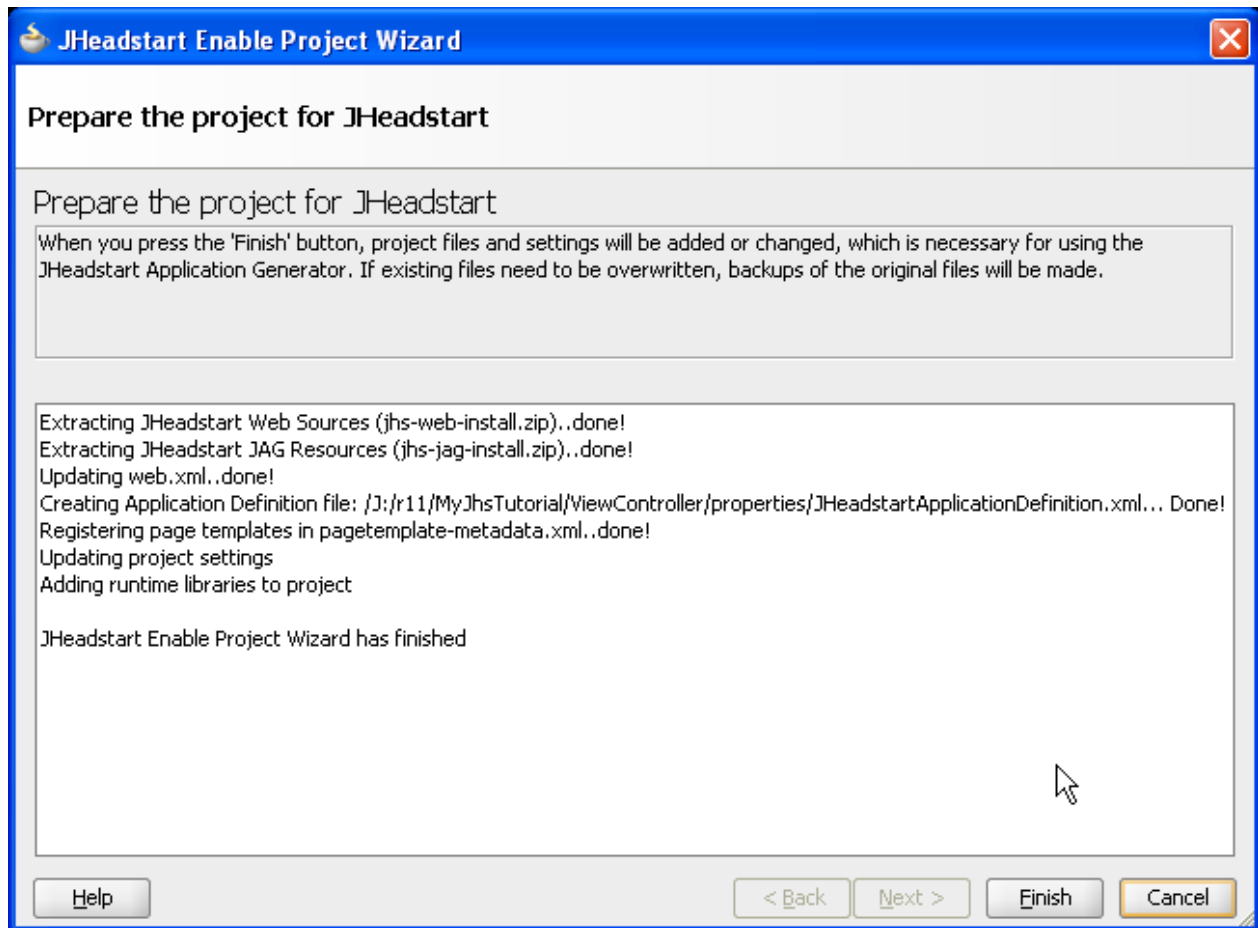 JHeadstart Enable Project Wizard
Prepare the project for JHeadstart
Prepare the project for JHeadstart
When you press the 'Finish' button, project files and settings will be added or changed, which is necessary for using the
JHeadstart Application Generator. If existing files need to be overwritten, backups of the original files will be made.
Extracting JHeadstart Web Sources (jhs-web-install.zip)..done!
Extracting JHeadstart JAG Resources (jhs-jag-install.zip)..done!
Updating web.xml..done!
Creating Application Definition file: /J:/r11/MyJhsTutorial/ViewController/properties/JHeadstartApplicationDefinition.xml... Done!
Registering page templates in pagetemplate-metadata.xml..done!
Updating project settings
Adding runtime libraries to project
JHeadstart Enable Project Wizard has finished
Help < Back Next > Finish Cancel